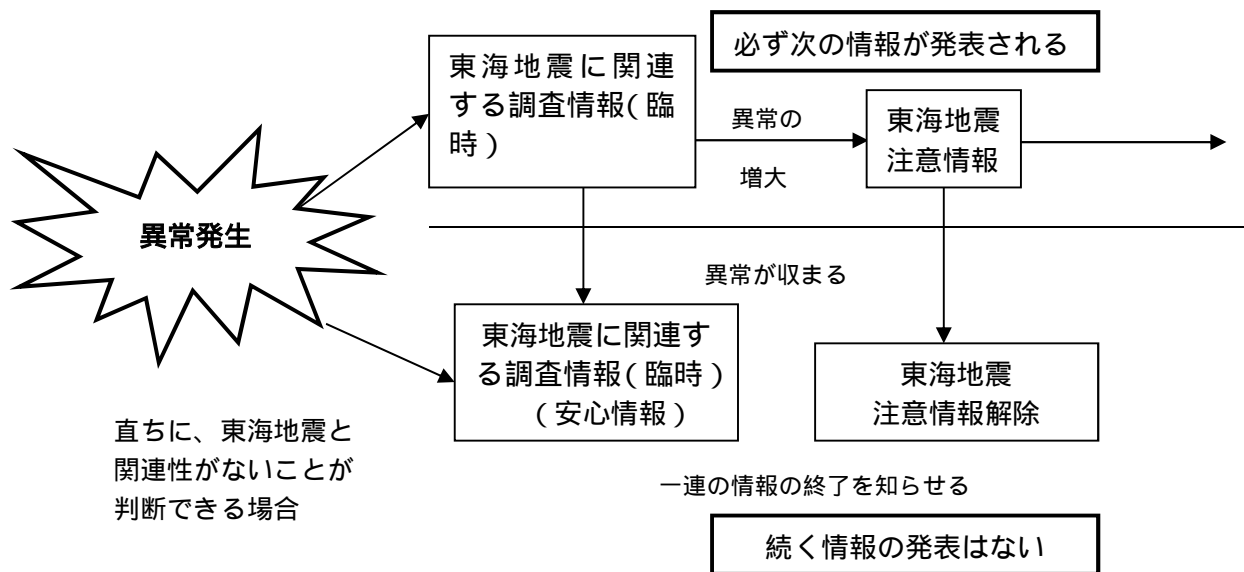 必ず次の情報が発表される
東海地震に関連
する調査情報(臨
時)
異常の
増大
東海地震
注意情報
異常発生
異常が収まる
東海地震に関連す
る調査情報(臨時)
(安心情報)
東海地震
注意情報解除
直ちに、東海地震と
関連性がないことが
判断できる場合
一連の情報の終了を知らせる
続く情報の発表はない